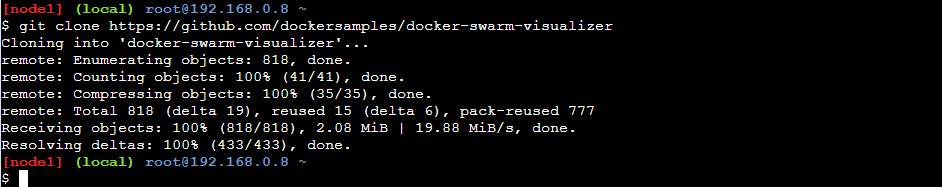 [node1] (local) root@192.168.0.8 ~
$ git clone https://github.com/dockersamples/docker-swarm-visualizer
Cloning into 'docker-swarm-visualizer'...
remote: Enumerating objects: 818, done.
remote: Counting objects: 100% (41/41), done.
remote: Compressing objects: 100% (35/35), done.
remote: Total 818 (delta 19), reused 15 (delta 6), pack-reused 777
Receiving objects: 100% (818/818), 2.08 MiB | 19.88 MiB/s, done.
Resolving deltas: 100% (433/433), done.
[node1] (local) root@192.168.0.8 ~
$